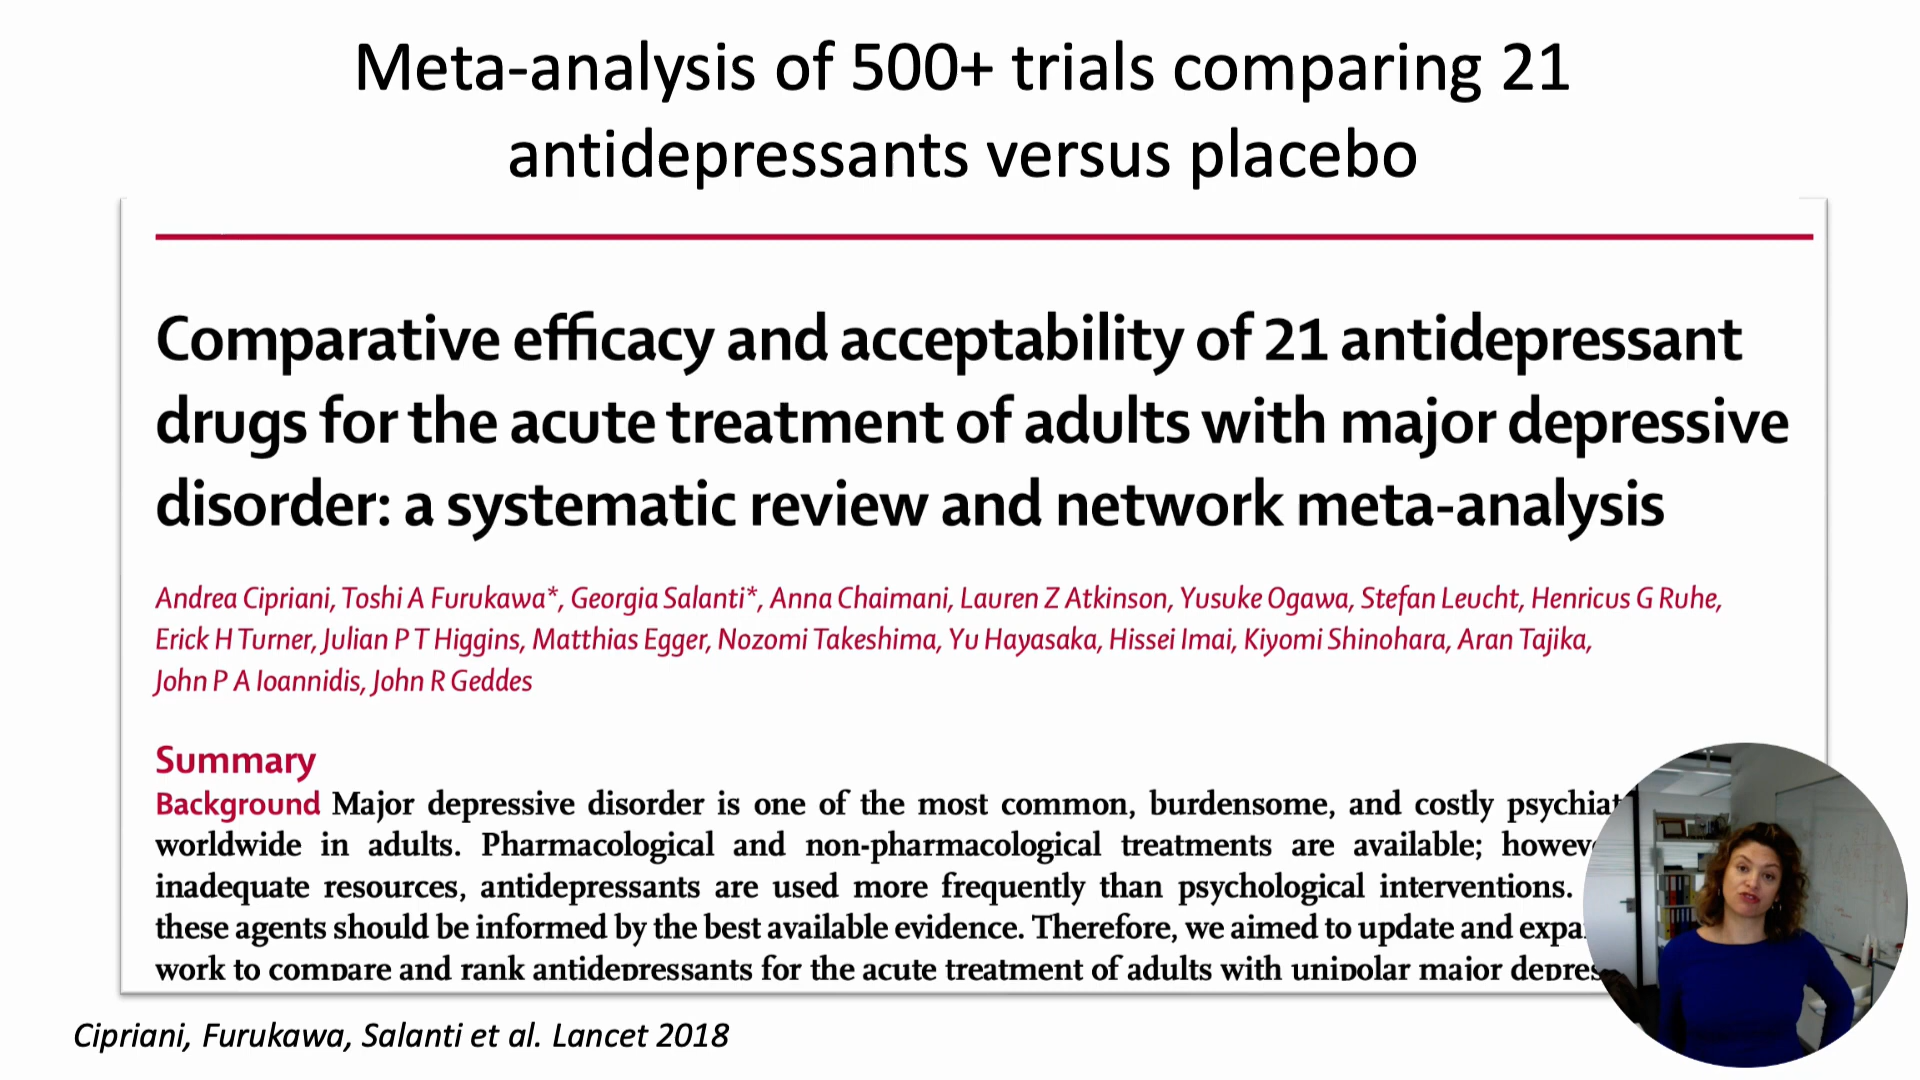 Meta-analysis of 500+ trials comparing 21
antidepressants versus placebo
Comparative efficacy and acceptability of 21 antidepressant
drugs for the acute treatment of adults with major depressive
disorder: a systematic review and network meta-analysis
Andrea Cipriani, Toshi A Furukawa*, Georgia Salanti*, Anna Chaimani, Lauren Z Atkinson, Yusuke Ogawa, Stefan Leucht, Henricus G Ruhe,
Erick H Turner, Julian P T Higgins, Matthias Egger, Nozomi Takeshima, Yu Hayasaka, Hissei Imai, Kiyomi Shinohara, Aran Tajika,
John P A Ioannidis, John R Geddes
Summary
Background Major depressive disorder is one of the most common, burdensome, and costly
worldwide in adults. Pharmacological and non-pharmacological treatments are available;
inadequate resources, antidepressants are used more frequently than psychological interventions.
these agents should be informed by the best available evidence. Therefore, we aimed to update and
work to compare and rank antidepressants for the acute treatment of adults with unipolar major
Cipriani, Furukawa, Salanti et al. Lancet 2018